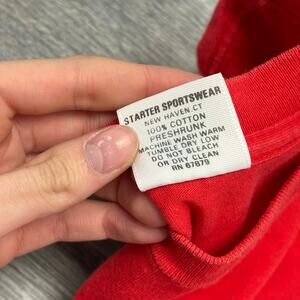 STARTER SPORTSWEAR
NEW HAVEN.CT
100% COTTON
PRESHRUNK
MACHINE WASH WARM
TUMBLE DRY LOW
DO NOT BLEACH
OR DRY CLEAN
RN 67879